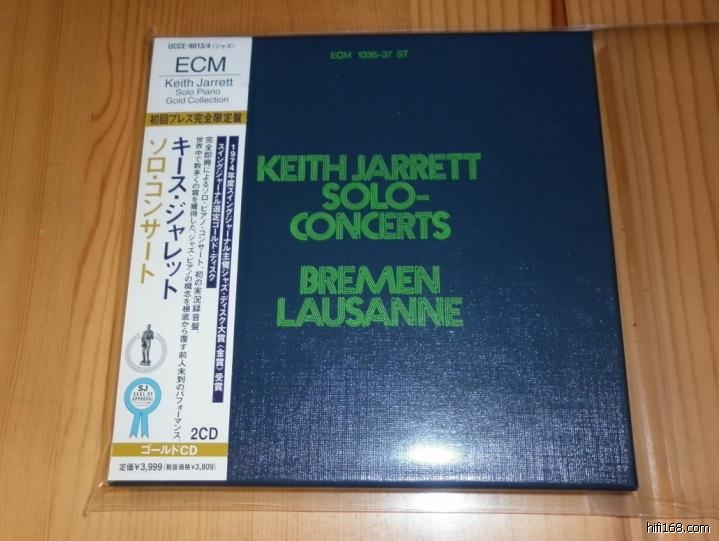 UCCE-9013/4〈ジャズ〉
ECM
Keith Jarrett
Solo Piano
Gold Collection
初回プレス完全限定盤
1974年度スイングジャーナル主催ジャズ・ディスク大賞〈金賞〉受賞
スイングジャーナル選定ゴールド・ディスク
完全即興によるソロ・ピアノ・コンサート、初の実況録音盤。
世界中で数多くの賞を獲得した、ジャズ・ピアノの概念を根底から覆す前人未到のパフォーマンス。
キース・ジャレット
ソロ・コンサート
SJ
SEAL OF
APPROVAL
2CD
ゴールドCD
定価¥3,999(税抜価格¥3,809)
ECM 1035-37 ST
KEITH JARRETT
SOLO-
CONCERTS
BREMEN
LAUSANNE
hifi168.com